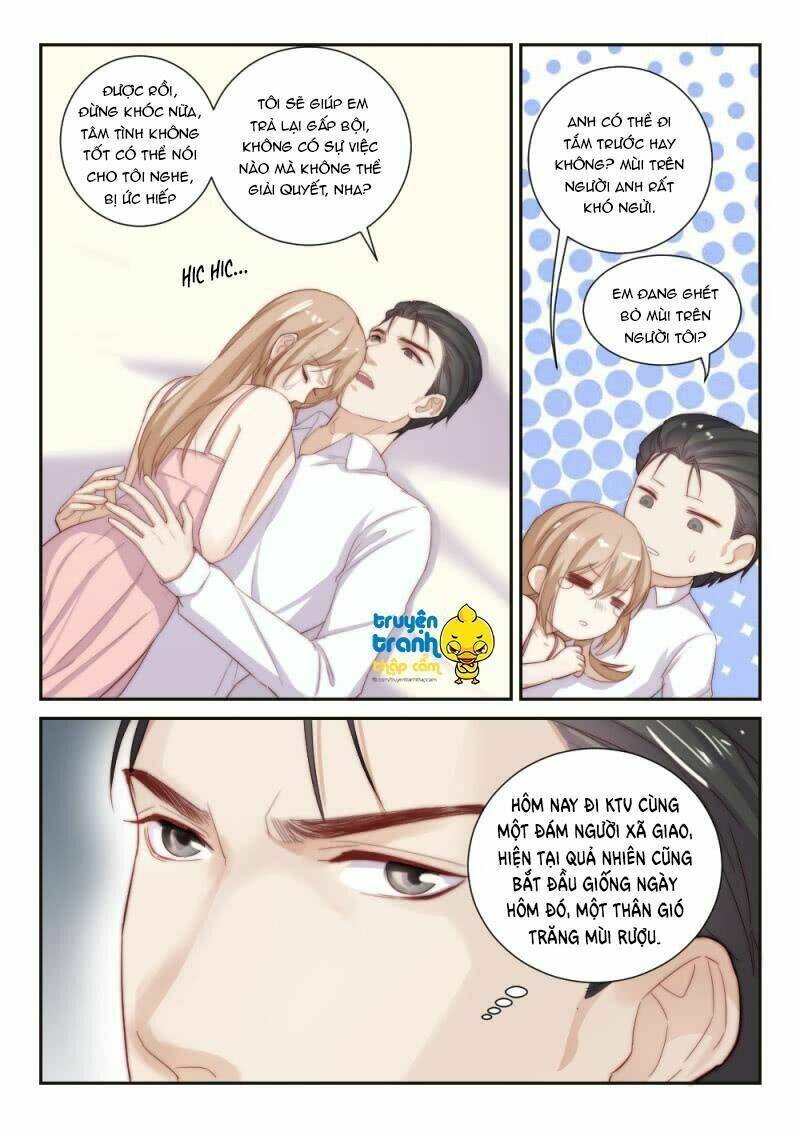 ĐƯỢC RỒI,
ĐỪNG KHÓC NỮA,
TÂM TÌNH KHÔNG
TỐT CÓ THỂ NÓI
CHO TÔI NGHE,
BỊ ỨC HIẾP
TÔI SẼ GIÚP EM
TRẢ LẠI GẤP BỘI,
KHÔNG CÓ SỰ VIỆC
NÀO MÀ KHÔNG THỂ
GIẢI QUYẾT, NHA?
HIC HIC...
ANH CÓ THỂ ĐI
TẮM TRƯỚC HAY
KHÔNG? MÙI TRÊN
NGƯỜI ANH RẤT
KHÓ NGỬI.
EM ĐANG GHÉT
BỎ MÙI TRÊN
NGƯỜI TÔI?
truyện
tranh
thập cẩm
HÔM NAY ĐI KTV CÙNG
MỘT ĐÁM NGƯỜI XÃ GIAO,
HIỆN TẠI QUẢ NHIÊN CŨNG
BẮT ĐẦU GIỐNG NGÀY
HÔM ĐÓ, MỘT THÂN GIÓ
TRĂNG MÙI RƯỢU.